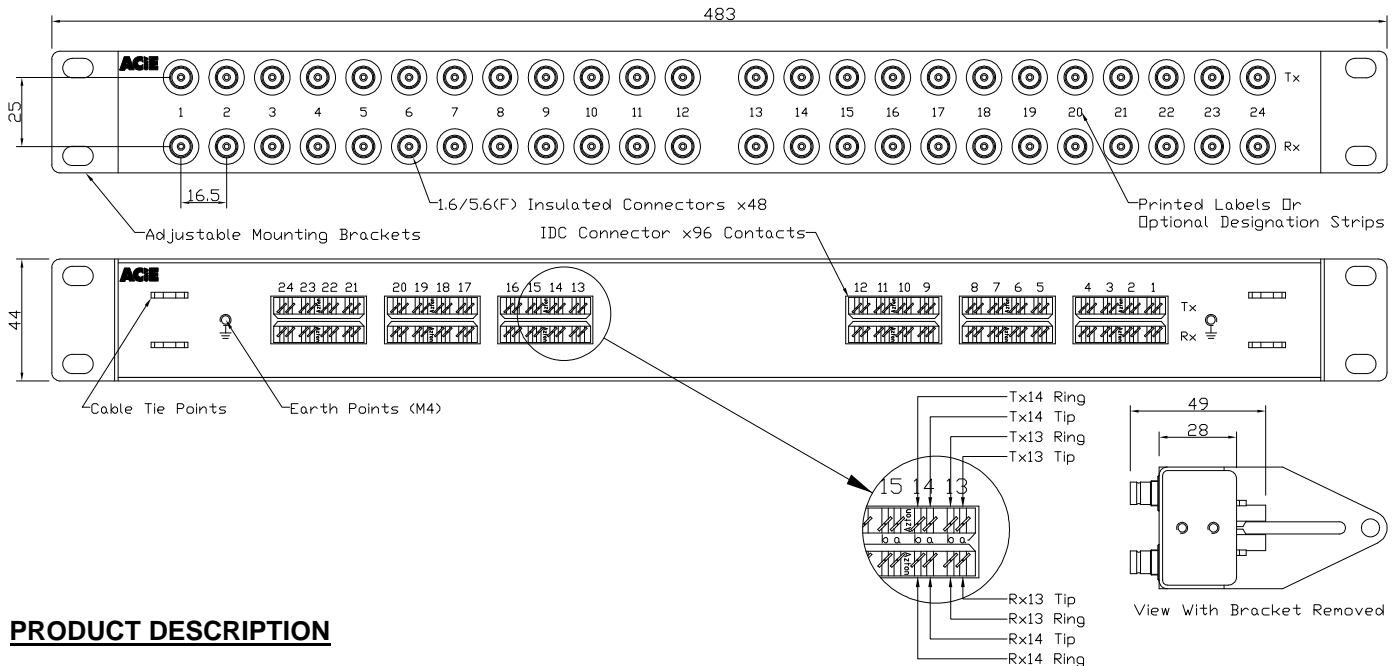 483
ACE
Tx
25
1 2 3 4 5 6 7 8 9 10 11 12 13 14 15 16 17 18 19 20 21 22 23 24
Rx
16.5
1.6/5.6(F) Insulated Connectors x48
Printed Labels Or
Optional Designation Strips
Adjustable Mounting Brackets
IDC Connector x96 Contacts
ACE
44
24 23 22 21 20 19 18 17 16 15 14 13 12 11 10 9 8 7 6 5 4 3 2 1
Tx
Rx
Cable Tie Points
Earth Points (M4)
Tx14 Ring
Tx14 Tip
Tx13 Ring
Tx13 Tip
15 14 13
Azton
b a b a b a
Azton
Rx13 Tip
Rx13 Ring
Rx14 Tip
Rx14 Ring
49
28
View With Bracket Removed
PRODUCT DESCRIPTION